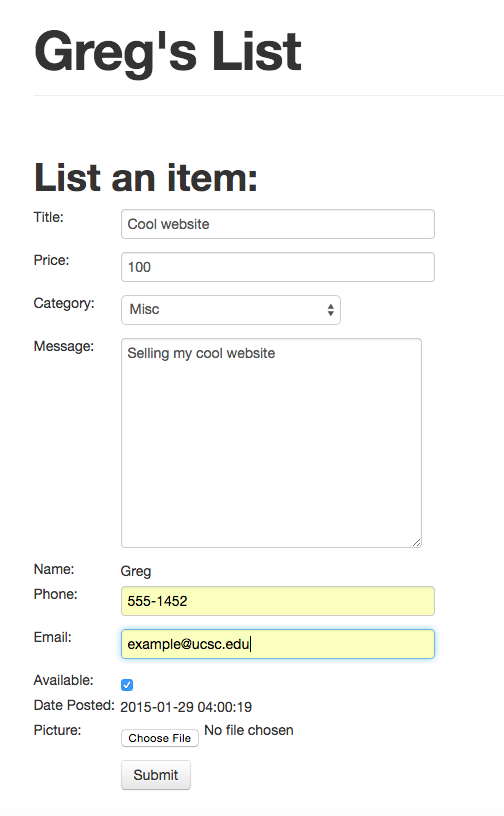 Greg's List
List an item:
Title: Cool website
Price: 100
Category: Misc
Message: Selling my cool website
Name: Greg
Phone: 555-1452
Email: example@ucsc.edu
Available:
Date Posted: 2015-01-29 04:00:19
Picture: Choose File No file chosen
Submit